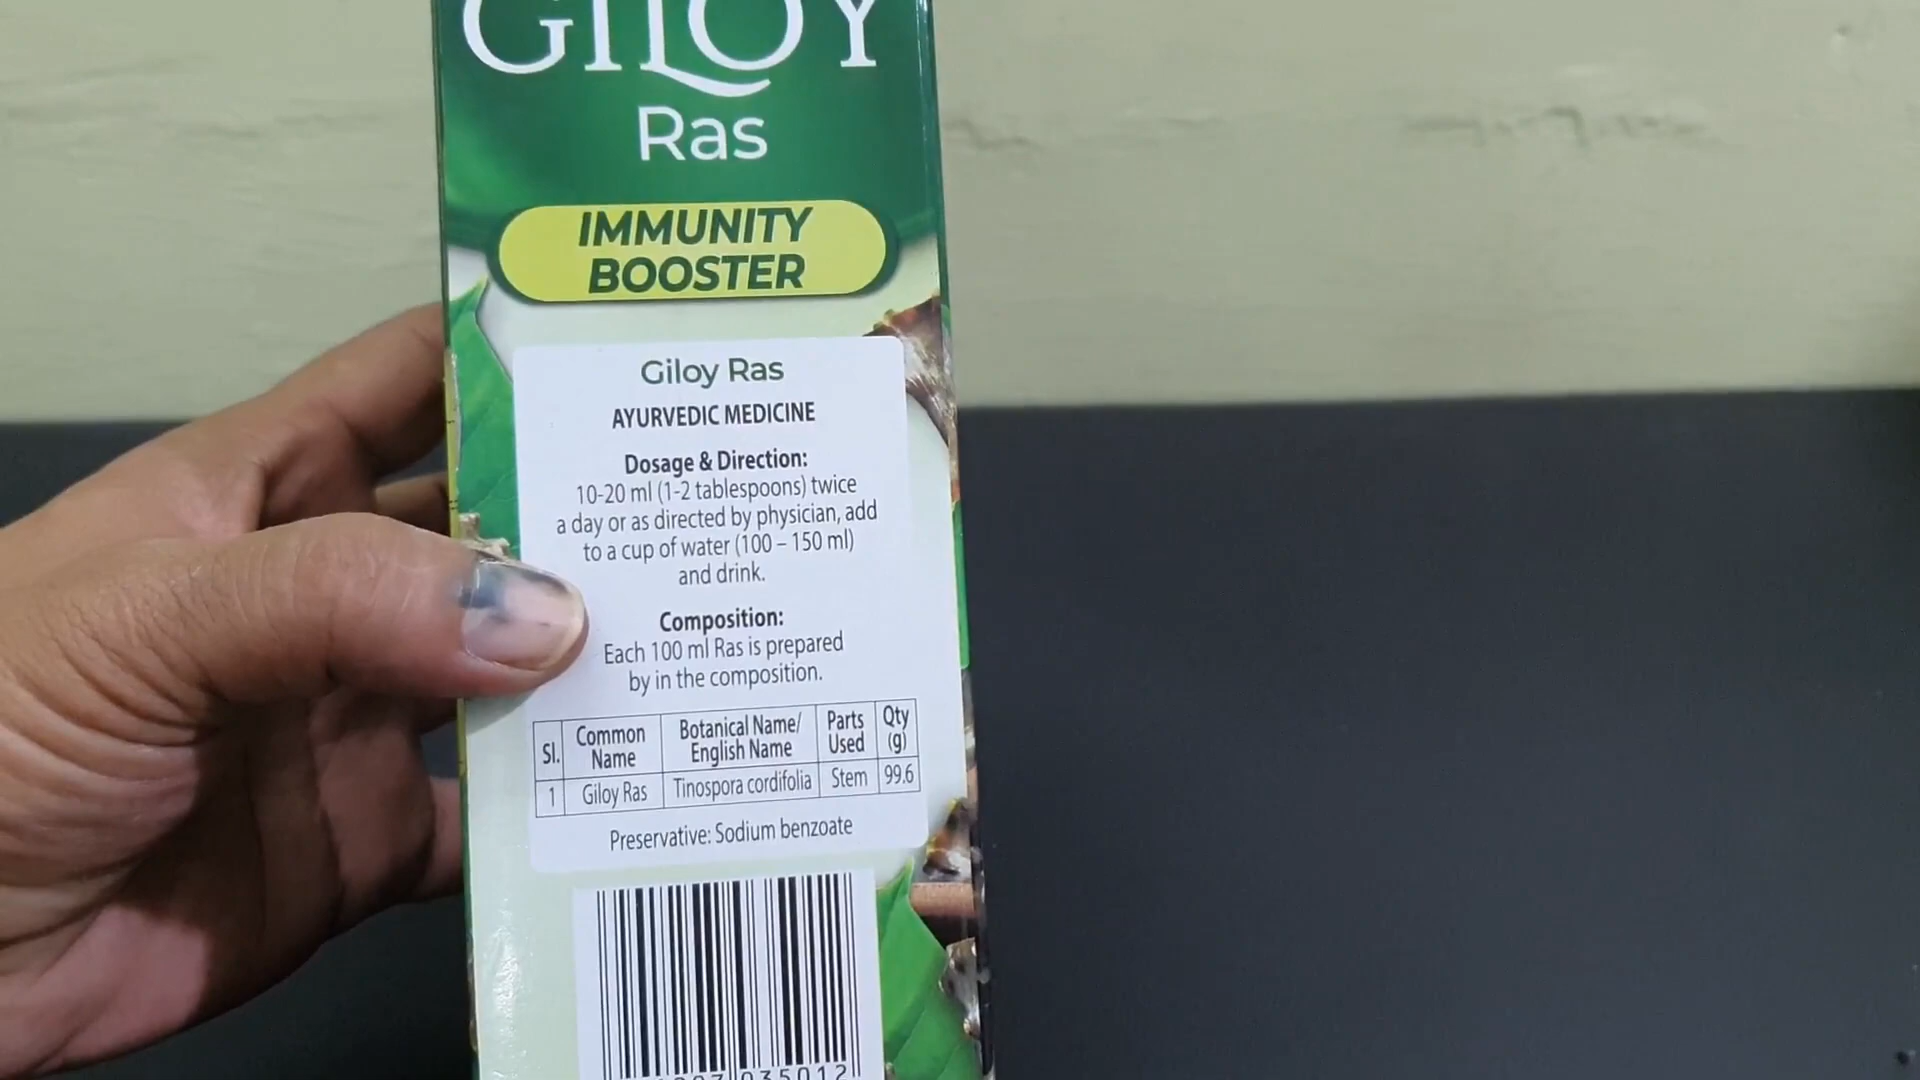 GILOY
Ras
IMMUNITY
BOOSTER
Giloy Ras
AYURVEDIC MEDICINE
Dosage & Direction:
10-20 ml (1-2 tablespoons) twice
a day or as directed by physician, add
to a cup of water (100 – 150 ml)
and drink.
Composition:
Each 100 ml Ras is prepared
by in the composition.
Sl. Common Name Botanical Name/ English Name Parts Used Qty (g)
1 Giloy Ras Tinospora cordifolia Stem 99.6
Preservative: Sodium benzoate
035012